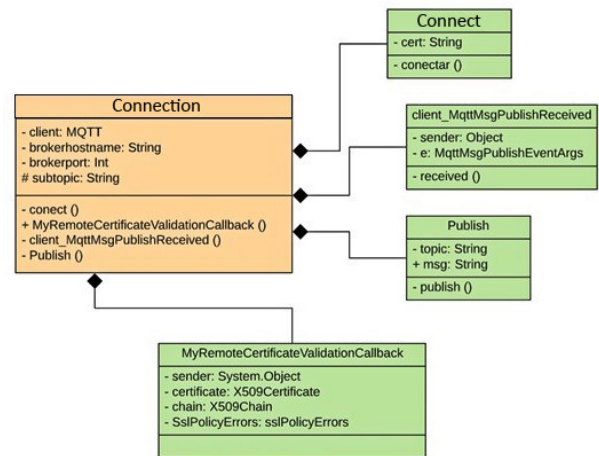 Connect
- cert: String
- conectar ()
Connection
- client: MQTT
- brokerhostname: String
- brokerport: Int
# subtopic: String
- conect ()
+ MyRemoteCertificateValidationCallback ()
- client_MqttMsgPublishReceived ()
- Publish ()
client_MqttMsgPublishReceived
- sender: Object
- e: MqttMsgPublishEventArgs
- received ()
Publish
- topic: String
+ msg: String
- publish ()
MyRemoteCertificateValidationCallback
- sender: System.Object
- certificate: X509Certificate
- chain: X509Chain
- SslPolicyErrors: sslPolicyErrors